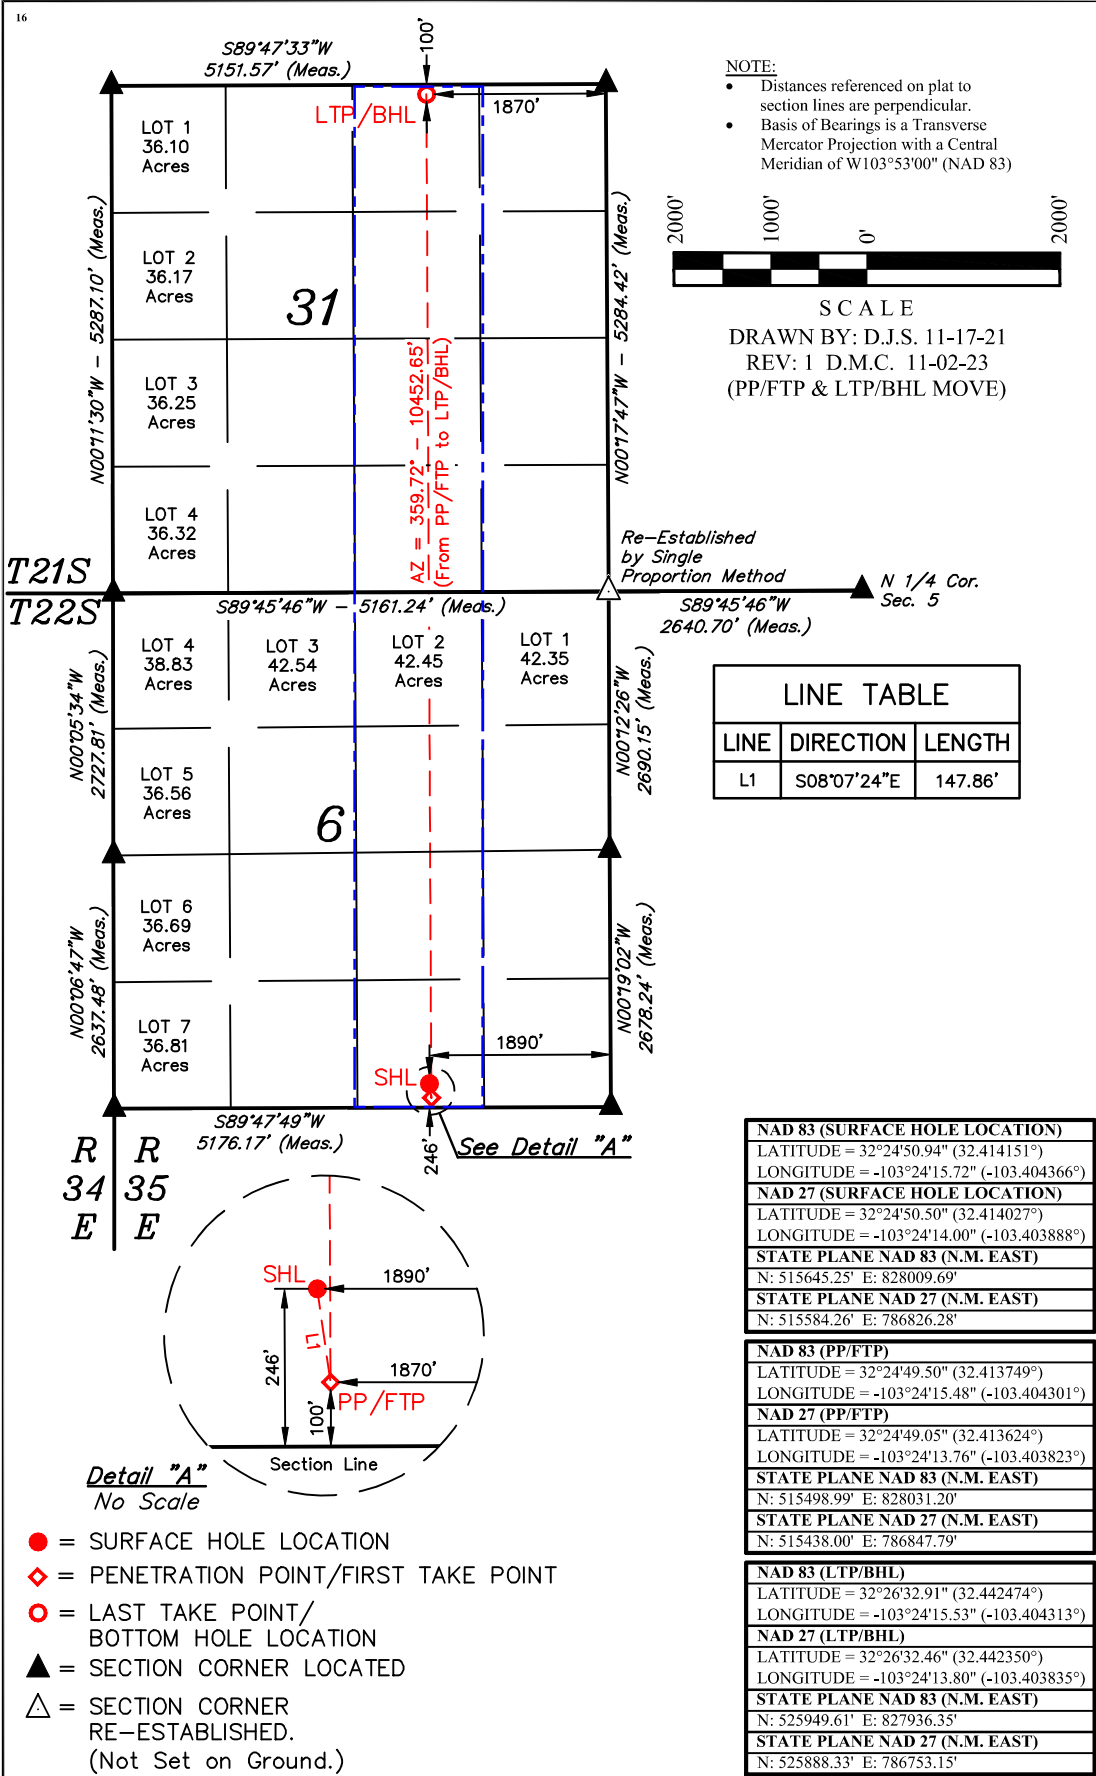 16
S89°47'33"W
5151.57' (Meas.)
100'
LTP/BHL
1870'
NOTE:
• Distances referenced on plat to
section lines are perpendicular.
• Basis of Bearings is a Transverse
Mercator Projection with a Central
Meridian of W103°53'00" (NAD 83)
2000'
1000'
0'
2000'
SCALE
DRAWN BY: D.J.S. 11-17-21
REV: 1 D.M.C. 11-02-23
(PP/FTP & LTP/BHL MOVE)
LOT 1
36.10
Acres
LOT 2
36.17
Acres
LOT 3
36.25
Acres
LOT 4
36.32
Acres
31
N00°11'30"W - 5287.10' (Meas.)
AZ = 359.72° - 10452.65'
(From PP/FTP to LTP/BHL)
N00°17'47"W - 5284.42' (Meas.)
Re-Established
by Single
Proportion Method
T21S
T22S
S89°45'46"W - 5161.24' (Meas.)
S89°45'46"W
2640.70' (Meas.)
N 1/4 Cor.
Sec. 5
LOT 4
38.83
Acres
LOT 3
42.54
Acres
LOT 2
42.45
Acres
LOT 1
42.35
Acres
N00°05'34"W
2727.81' (Meas.)
N00°12'26"W
2690.15' (Meas.)
LOT 5
36.56
Acres
6
LOT 6
36.69
Acres
LOT 7
36.81
Acres
N00°06'47"W
2637.48' (Meas.)
N00°19'02"W
2678.24' (Meas.)
LINE TABLE
LINE DIRECTION LENGTH
L1 S08°07'24"E 147.86'
1890'
SHL
S89°47'49"W
5176.17' (Meas.)
246'
See Detail "A"
R R
34 35
E E
SHL
1890'
L1
246'
1870'
PP/FTP
100'
Section Line
Detail "A"
No Scale
= SURFACE HOLE LOCATION
= PENETRATION POINT/FIRST TAKE POINT
= LAST TAKE POINT/
BOTTOM HOLE LOCATION
= SECTION CORNER LOCATED
= SECTION CORNER
RE-ESTABLISHED.
(Not Set on Ground.)
NAD 83 (SURFACE HOLE LOCATION)
LATITUDE = 32°24'50.94" (32.414151°)
LONGITUDE = -103°24'15.72" (-103.404366°)
NAD 27 (SURFACE HOLE LOCATION)
LATITUDE = 32°24'50.50" (32.414027°)
LONGITUDE = -103°24'14.00" (-103.403888°)
STATE PLANE NAD 83 (N.M. EAST)
N: 515645.25' E: 828009.69'
STATE PLANE NAD 27 (N.M. EAST)
N: 515584.26' E: 786826.28'
NAD 83 (PP/FTP)
LATITUDE = 32°24'49.50" (32.413749°)
LONGITUDE = -103°24'15.48" (-103.404301°)
NAD 27 (PP/FTP)
LATITUDE = 32°24'49.05" (32.413624°)
LONGITUDE = -103°24'13.76" (-103.403823°)
STATE PLANE NAD 83 (N.M. EAST)
N: 515498.99' E: 828031.20'
STATE PLANE NAD 27 (N.M. EAST)
N: 515438.00' E: 786847.79'
NAD 83 (LTP/BHL)
LATITUDE = 32°26'32.91" (32.442474°)
LONGITUDE = -103°24'15.53" (-103.404313°)
NAD 27 (LTP/BHL)
LATITUDE = 32°26'32.46" (32.442350°)
LONGITUDE = -103°24'13.80" (-103.403835°)
STATE PLANE NAD 83 (N.M. EAST)
N: 525949.61' E: 827936.35'
STATE PLANE NAD 27 (N.M. EAST)
N: 525888.33' E: 786753.15'